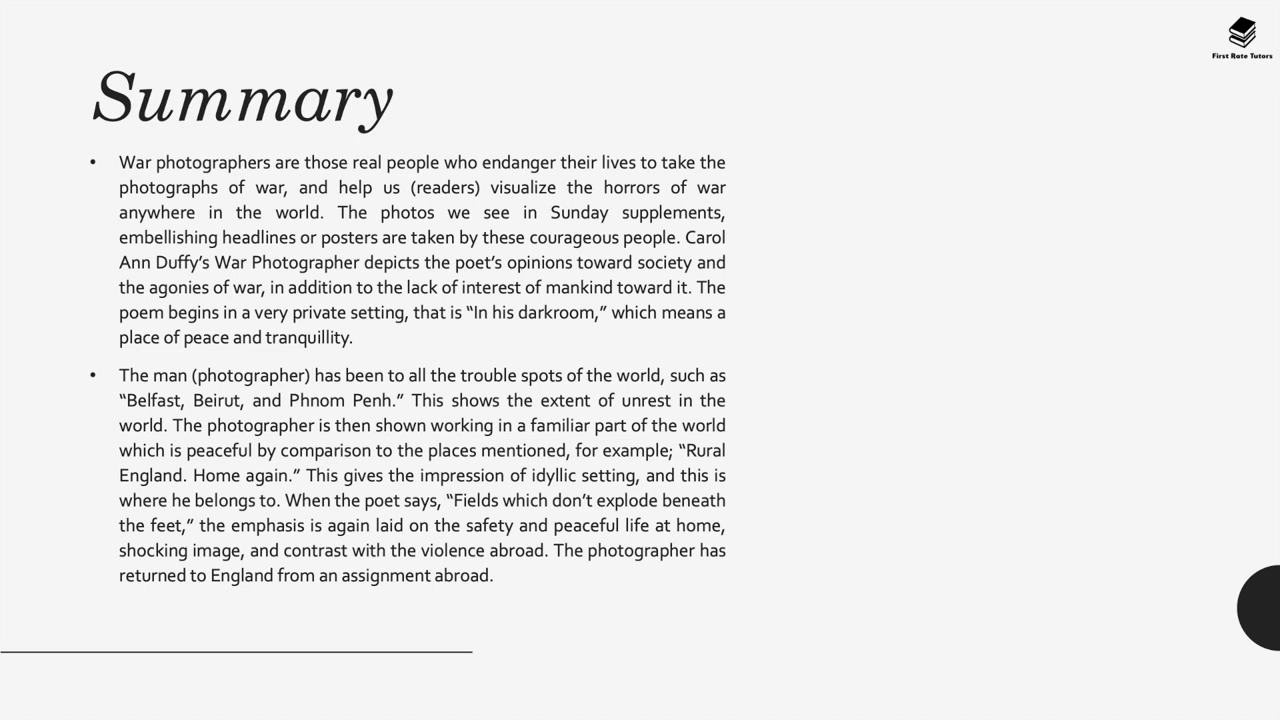 First Rate Tutors
Summary
• War photographers are those real people who endanger their lives to take the
photographs of war, and help us (readers) visualize the horrors of war
anywhere in the world. The photos we see in Sunday supplements,
embellishing headlines or posters are taken by these courageous people. Carol
Ann Duffy’s War Photographer depicts the poet’s opinions toward society and
the agonies of war, in addition to the lack of interest of mankind toward it. The
poem begins in a very private setting, that is “In his darkroom,” which means a
place of peace and tranquillity.
• The man (photographer) has been to all the trouble spots of the world, such as
“Belfast, Beirut, and Phnom Penh.” This shows the extent of unrest in the
world. The photographer is then shown working in a familiar part of the world
which is peaceful by comparison to the places mentioned, for example; “Rural
England. Home again.” This gives the impression of idyllic setting, and this is
where he belongs to. When the poet says, “Fields which don’t explode beneath
the feet,” the emphasis is again laid on the safety and peaceful life at home,
shocking image, and contrast with the violence abroad. The photographer has
returned to England from an assignment abroad.